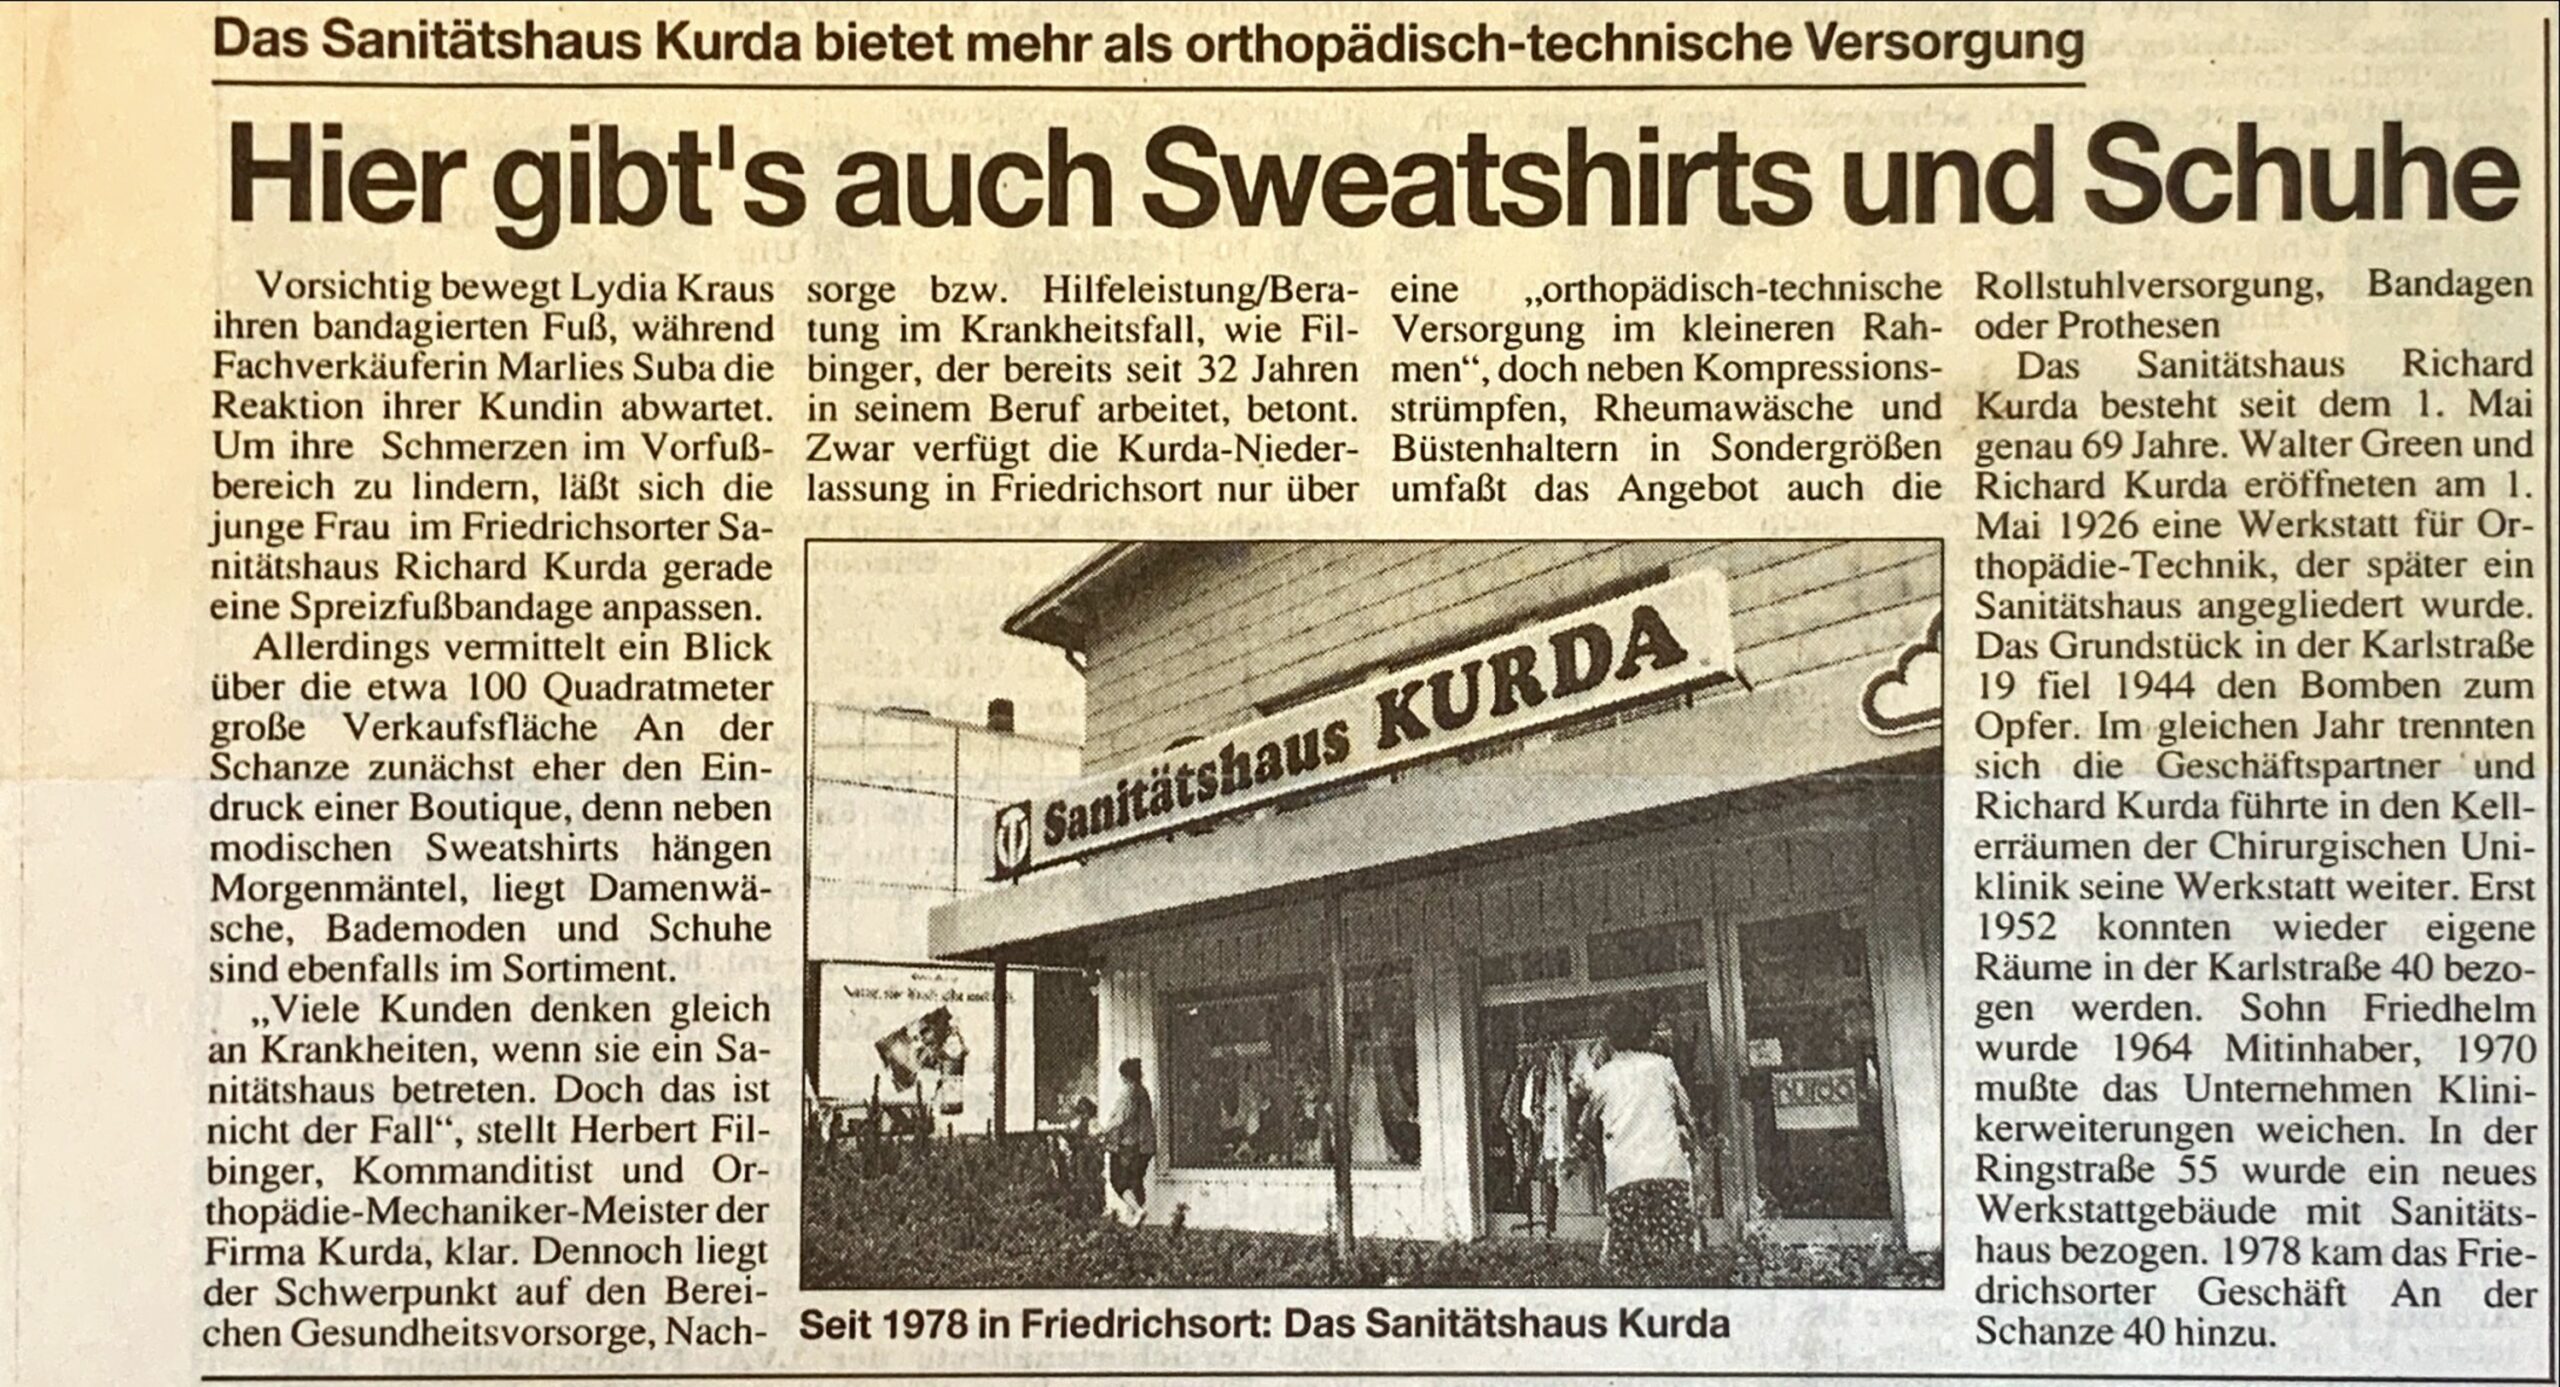 Das Sanitätshaus Kurda bietet mehr als orthopädisch-technische Versorgung
Hier gibt's auch Sweatshirts und Schuhe
Vorsichtig bewegt Lydia Kraus
ihren bandagierten Fuß, während
Fachverkäuferin Marlies Suba die
Reaktion ihrer Kundin abwartet.
Um ihre Schmerzen im Vorfuß-
bereich zu lindern, läßt sich die
junge Frau im Friedrichsorter Sa-
nitätshaus Richard Kurda gerade
eine Spreizfußbandage anpassen.
Allerdings vermittelt ein Blick
über die etwa 100 Quadratmeter
große Verkaufsfläche An der
Schanze zunächst eher den Ein-
druck einer Boutique, denn neben
modischen Sweatshirts hängen
Morgenmäntel, liegt Damenwä-
sche, Bademoden und Schuhe
sind ebenfalls im Sortiment.
„Viele Kunden denken gleich
an Krankheiten, wenn sie ein Sa-
nitätshaus betreten. Doch das ist
nicht der Fall“, stellt Herbert Fil-
binger, Kommanditist und Or-
thopädie-Mechaniker-Meister der
Firma Kurda, klar. Dennoch liegt
der Schwerpunkt auf den Berei-
chen Gesundheitsvorsorge, Nach-
sorge bzw. Hilfeleistung/Bera-
tung im Krankheitsfall, wie Fil-
binger, der bereits seit 32 Jahren
in seinem Beruf arbeitet, betont.
Zwar verfügt die Kurda-Nieder-
lassung in Friedrichsort nur über
eine „orthopädisch-technische
Versorgung im kleineren Rah-
men“, doch neben Kompressions-
strümpfen, Rheumawäsche und
Büstenhaltern in Sondergrößen
umfaßt das Angebot auch die
Rollstuhlversorgung, Bandagen
oder Prothesen
Das Sanitätshaus Richard
Kurda besteht seit dem 1. Mai
genau 69 Jahre. Walter Green und
Richard Kurda eröffneten am 1.
Mai 1926 eine Werkstatt für Or-
thopädie-Technik, der später ein
Sanitätshaus angegliedert wurde.
Das Grundstück in der Karlstraße
19 fiel 1944 den Bomben zum
Opfer. Im gleichen Jahr trennten
sich die Geschäftspartner und
Richard Kurda führte in den Kell-
erräumen der Chirurgischen Uni-
klinik seine Werkstatt weiter. Erst
1952 konnten wieder eigene
Räume in der Karlstraße 40 bezo-
gen werden. Sohn Friedhelm
wurde 1964 Mitinhaber, 1970
mußte das Unternehmen Klini-
kerweiterungen weichen. In der
Ringstraße 55 wurde ein neues
Werkstattgebäude mit Sanitäts-
haus bezogen. 1978 kam das Frie-
drichsorter Geschäft An der
Schanze 40 hinzu.
Sanitätshaus KURDA
kurda
Seit 1978 in Friedrichsort: Das Sanitätshaus Kurda